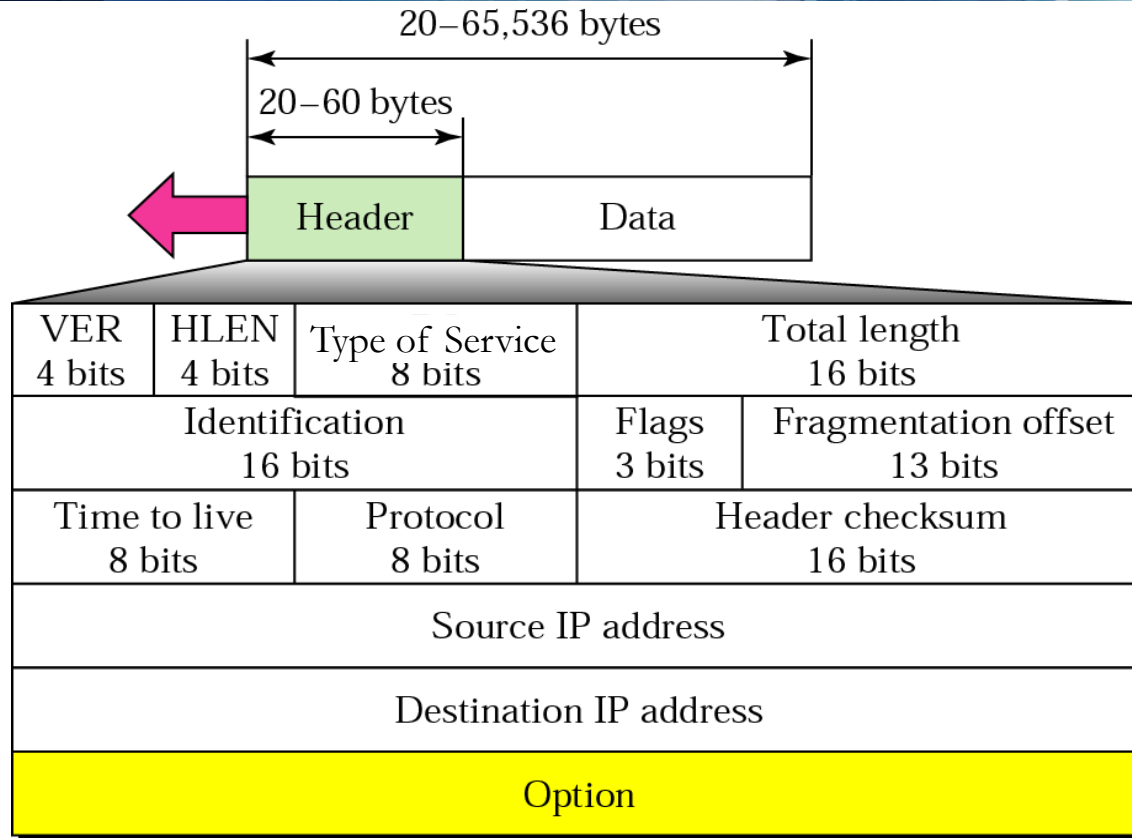 20–65,536 bytes
20–60 bytes
Header
Data
VER
4 bits
HLEN
4 bits
Type of Service
8 bits
Total length
16 bits
Identification
16 bits
Flags
3 bits
Fragmentation offset
13 bits
Time to live
8 bits
Protocol
8 bits
Header checksum
16 bits
Source IP address
Destination IP address
Option